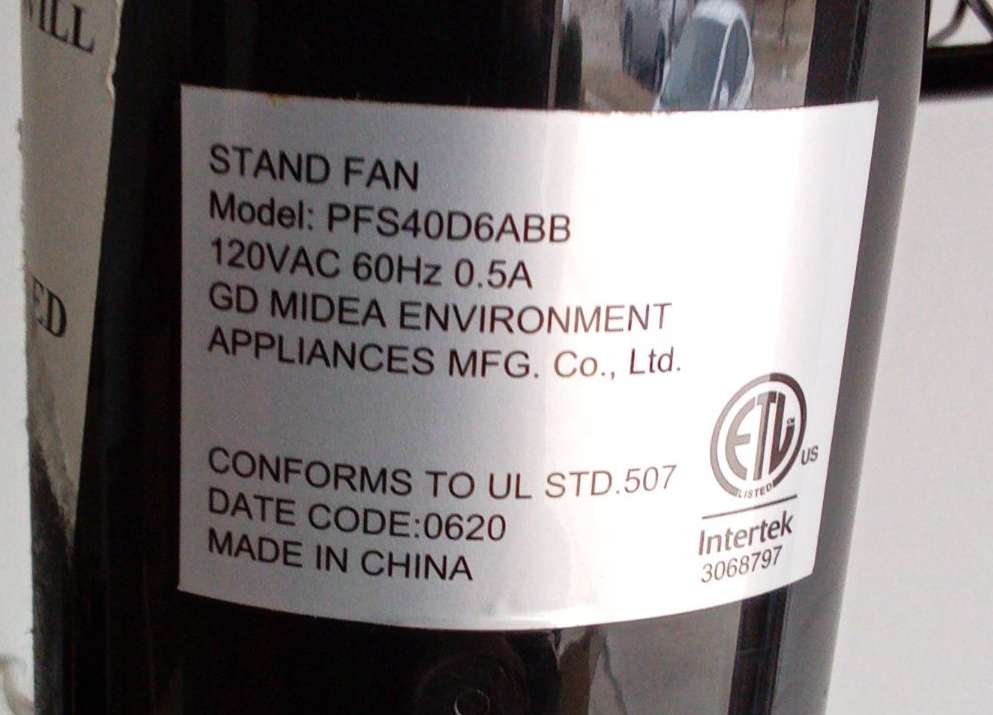 STAND FAN
Model: PFS40D6ABB
120VAC 60Hz 0.5A
GD MIDEA ENVIRONMENT
APPLIANCES MFG. Co., Ltd.
CONFORMS TO UL STD.507
DATE CODE:0620
MADE IN CHINA
ETL
US
LISTED
Intertek
3068797